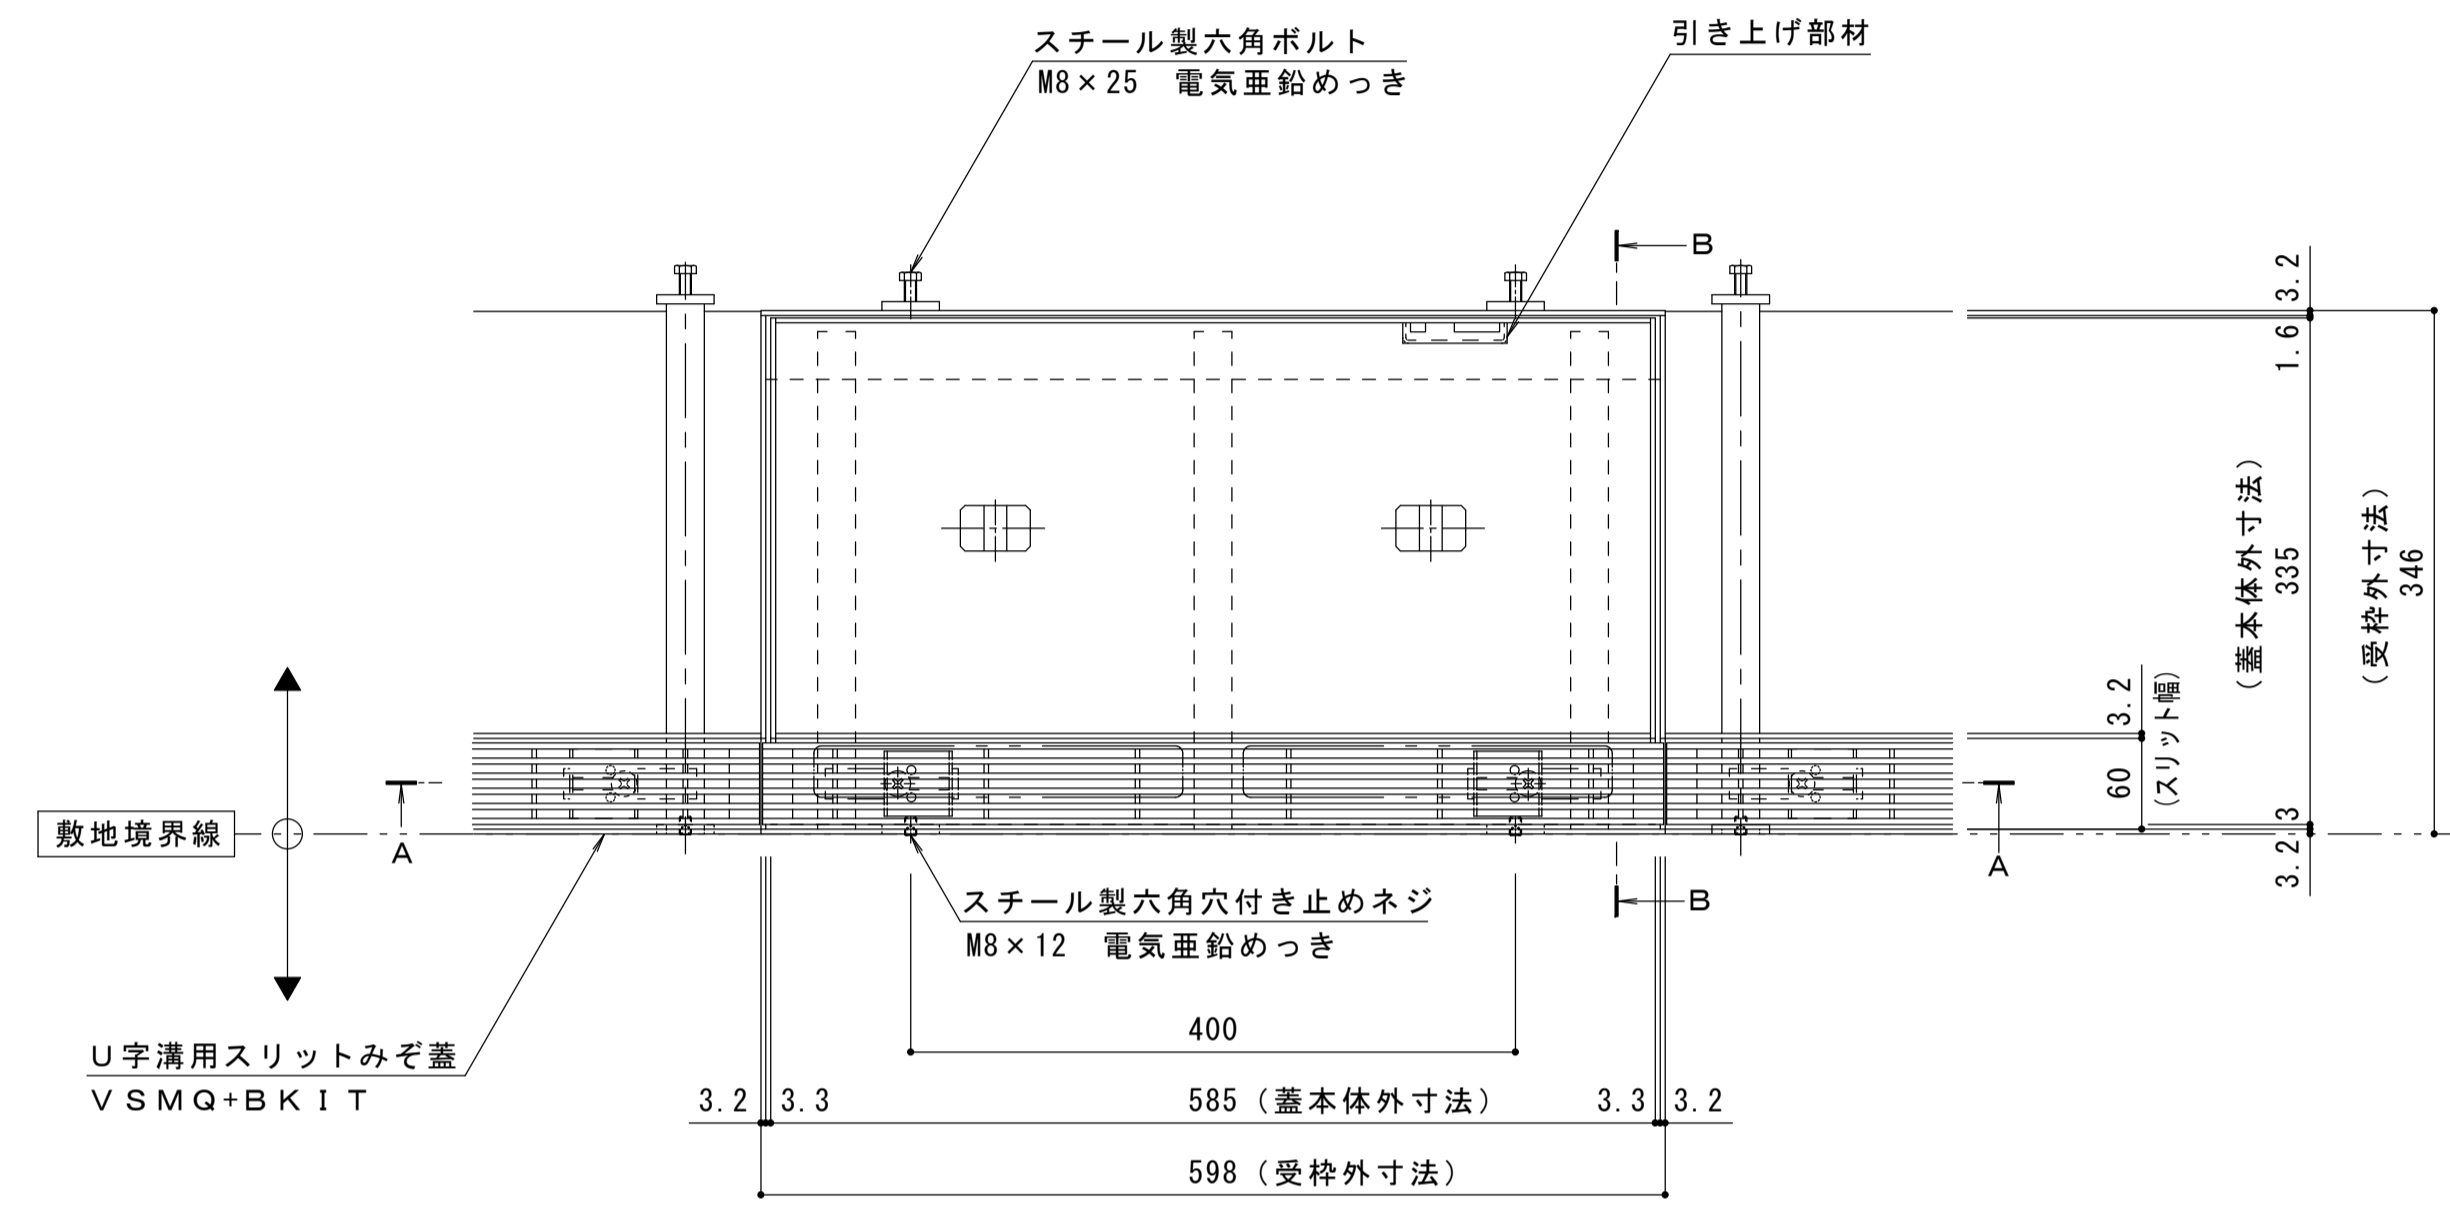 スチール製六角ボルト
M8×25 電気亜鉛めっき
引き上げ部材
B
3.2
1.6
(蓋本体外寸法)
335
(受枠外寸法)
346
3.2
60
(スリット幅)
3
3.2
敷地境界線
A
A
スチール製六角穴付き止めネジ
M8×12 電気亜鉛めっき
B
400
U字溝用スリットみぞ蓋
VSMQ+BKIT
3.2
3.3
585(蓋本体外寸法)
3.3
3.2
598(受枠外寸法)